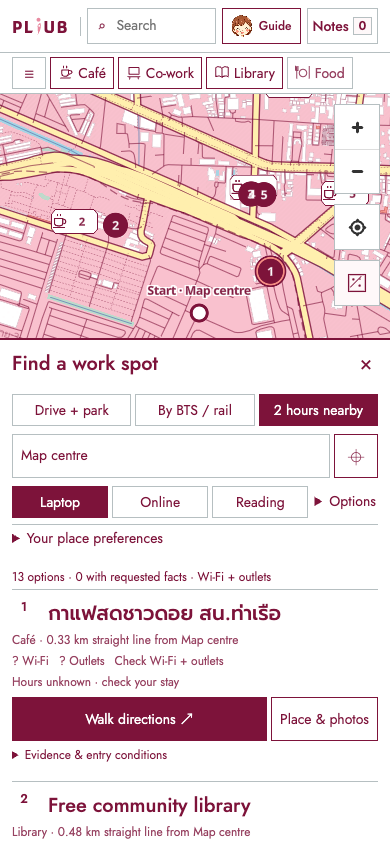 PLUUB
Search
Guide
Notes 0
Café
Co-work
Library
Food
5
2
2
1
Start · Map centre
Find a work spot
Drive + park
By BTS / rail
2 hours nearby
Map centre
Laptop
Online
Reading
Options
Your place preferences
13 options · 0 with requested facts · Wi-Fi + outlets
1
กาแฟสดชาวดอย สน.ท่าเรือ
Café · 0.33 km straight line from Map centre
? Wi-Fi ? Outlets Check Wi-Fi + outlets
Hours unknown · check your stay
Walk directions ↗
Place & photos
Evidence & entry conditions
2
Free community library
Library · 0.48 km straight line from Map centre